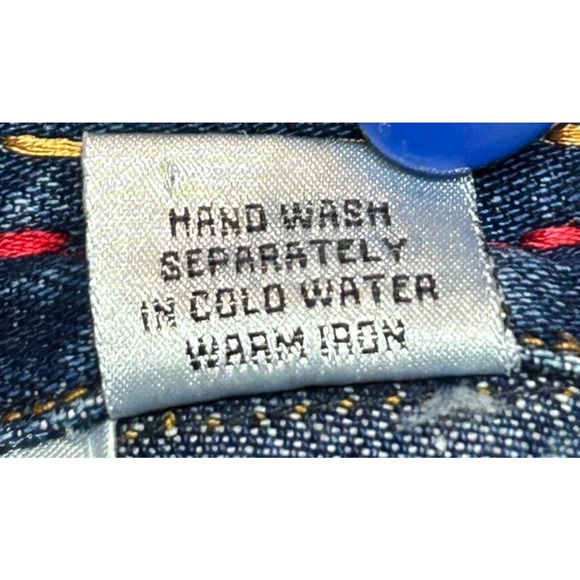 HAND WASH
SEPARATELY
IN COLD WATER
WARM IRON